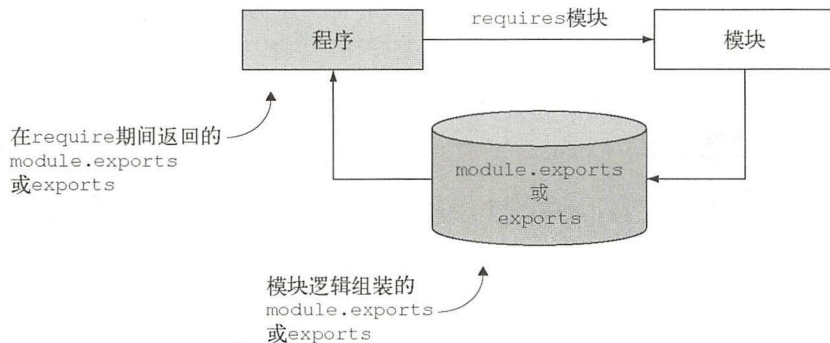 程序
requires模块
模块
在require期间返回的
module.exports
或exports
module.exports
或
exports
模块逻辑组装的
module.exports
或exports